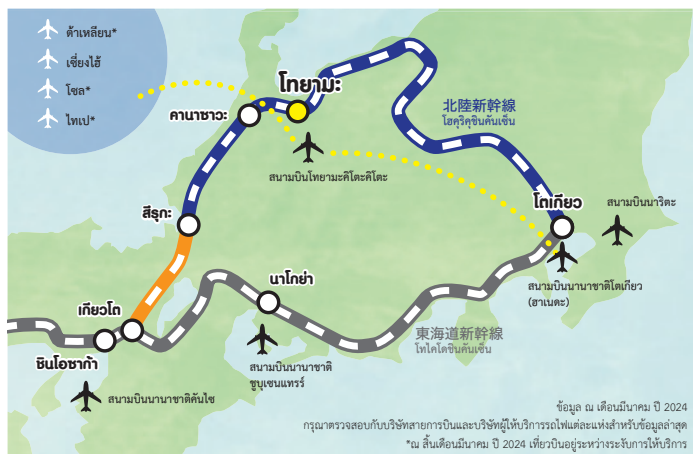 ต้าเหลียน*
เซี่ยงไฮ้
โซล*
ไทเป*
โทยามะ
คานาซาวะ
北陸新幹線
โฮคุริคุชินคันเซ็น
สนามบินโทยามะคิโตะคิโตะ
โตเกียว
สนามบินนาริตะ
สึรุกะ
สนามบินนานาชาติโตเกียว
(ฮาเนดะ)
นาโกย่า
เกียวโต
東海道新幹線
โทไคโดชินคันเซ็น
ชินโอซาก้า
สนามบินนานาชาติ
ชูบุเซนแทรร์
สนามบินนานาชาติคันไซ
ข้อมูล ณ เดือนมีนาคม ปี 2024
กรุณาตรวจสอบกับบริษัทสายการบินและบริษัทผู้ให้บริการรถไฟแต่ละแห่งสำหรับข้อมูลล่าสุด
*ณ สิ้นเดือนมีนาคม ปี 2024 เที่ยวบินอยู่ระหว่างระงับการให้บริการ